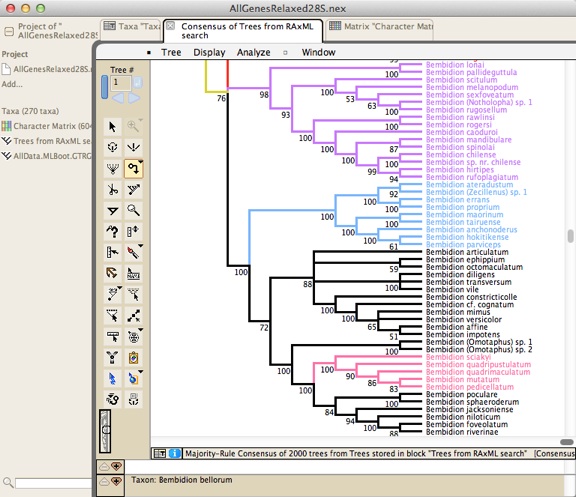 AllGenesRelaxed28S.nex
Project of "
AllGenesRelaxed28S
Taxa "Taxa
Consensus of Trees from RAxML
search
Matrix "Character Mat
Tree
Display
Analyze
Window
Project
AllGenesRelaxed28S.n
Add...
Taxa (270 taxa)
Character Matrix (604
Trees from RAxML sea
AllData.MLBoot.GTRG
Tree #
1
Bembidion lonai
Bembidion pallideguttula
Bembidion scitulum
Bembidion melanopodum
Bembidion sexfoveatum
Bembidion (Notholopha) sp. 1
Bembidion rugosellum
Bembidion rawlinsi
Bembidion rogersi
Bembidion caoduroi
Bembidion mandibulare
Bembidion spinolai
Bembidion chilense
Bembidion sp. nr. chilense
Bembidion hirtipes
Bembidion rufoplagiatum
Bembidion ateradustum
Bembidion (Zecillenus) sp. 1
Bembidion errans
Bembidion proprium
Bembidion maorinum
Bembidion tairuense
Bembidion anchonoderus
Bembidion hokitikense
Bembidion parviceps
Bembidion articulatum
Bembidion ephippium
Bembidion octomaculatum
Bembidion diligens
Bembidion transversum
Bembidion vile
Bembidion constricticolle
Bembidion cf. cognatum
Bembidion mimus
Bembidion versicolor
Bembidion affine
Bembidion impotens
Bembidion (Omotaphus) sp. 1
Bembidion (Omotaphus) sp. 2
Bembidion sciakyi
Bembidion quadripustulatum
Bembidion quadrimaculatum
Bembidion mutatum
Bembidion pedicellatum
Bembidion poculare
Bembidion sphaeroderum
Bembidion jacksoniense
Bembidion niloticum
Bembidion foveolatum
Bembidion riverinae
100
76
98
100
53
63
100
93
100
100
87
100
100
99
94
92
100
100
100
100
100
61
100
59
88
100
100
100
65
51
72
100
100
100
90
86
83
100
100
84
94
100
88
Majority-Rule Consensus of 2000 trees from Trees stored in block "Trees from RAxML search" [Consensus
Taxon: Bembidion bellorum